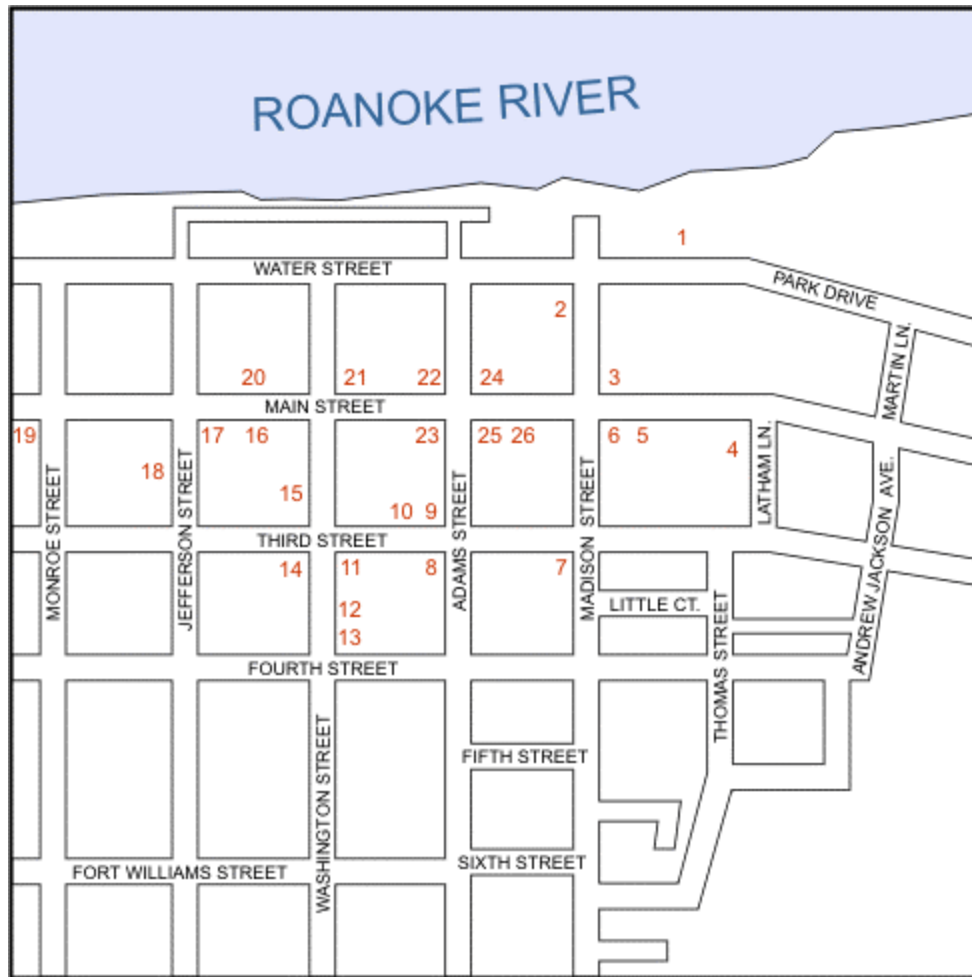 ROANOKE RIVER
1
WATER STREET
PARK DRIVE
2
MARTIN LN.
20
21
22
24
3
MAIN STREET
19
17
16
23
25
26
6
5
4
18
15
10
9
MONROE STREET
JEFFERSON STREET
ADAMS STREET
MADISON STREET
LATHAM LN.
ANDREW JACKSON AVE.
THIRD STREET
14
11
8
7
12
13
LITTLE CT.
THOMAS STREET
FOURTH STREET
WASHINGTON STREET
FIFTH STREET
SIXTH STREET
FORT WILLIAMS STREET